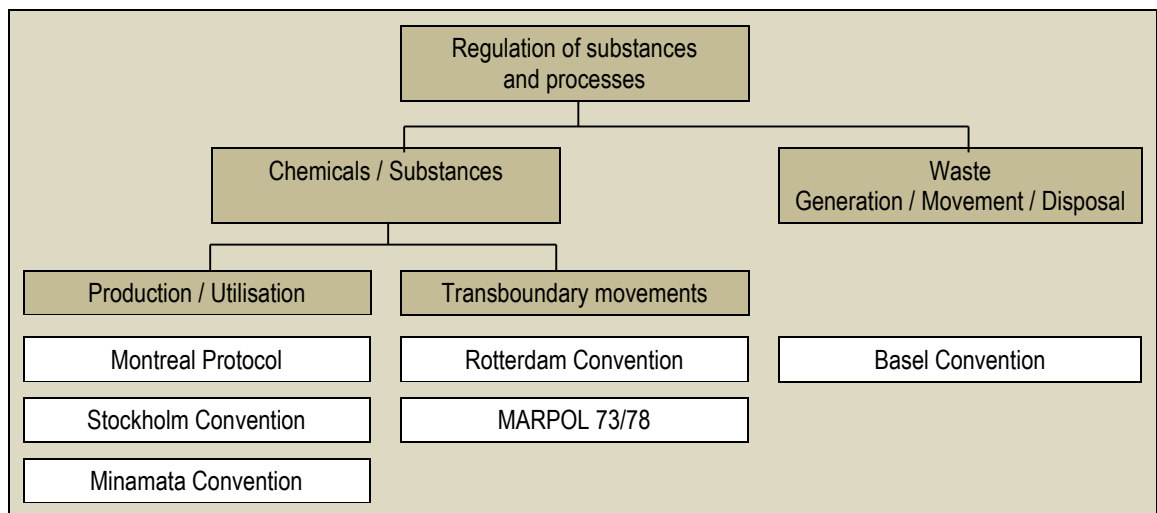 Regulation of substances
and processes
Chemicals / Substances
Waste
Generation / Movement / Disposal
Production / Utilisation
Transboundary movements
Montreal Protocol
Rotterdam Convention
Basel Convention
Stockholm Convention
MARPOL 73/78
Minamata Convention